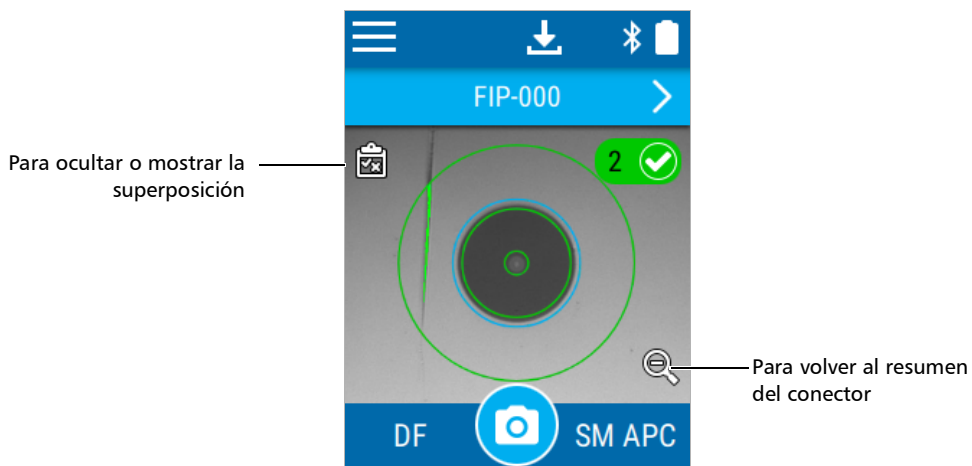 FIP-000
Para ocultar o mostrar la
superposición
2
Para volver al resumen
del conector
DF
SM APC